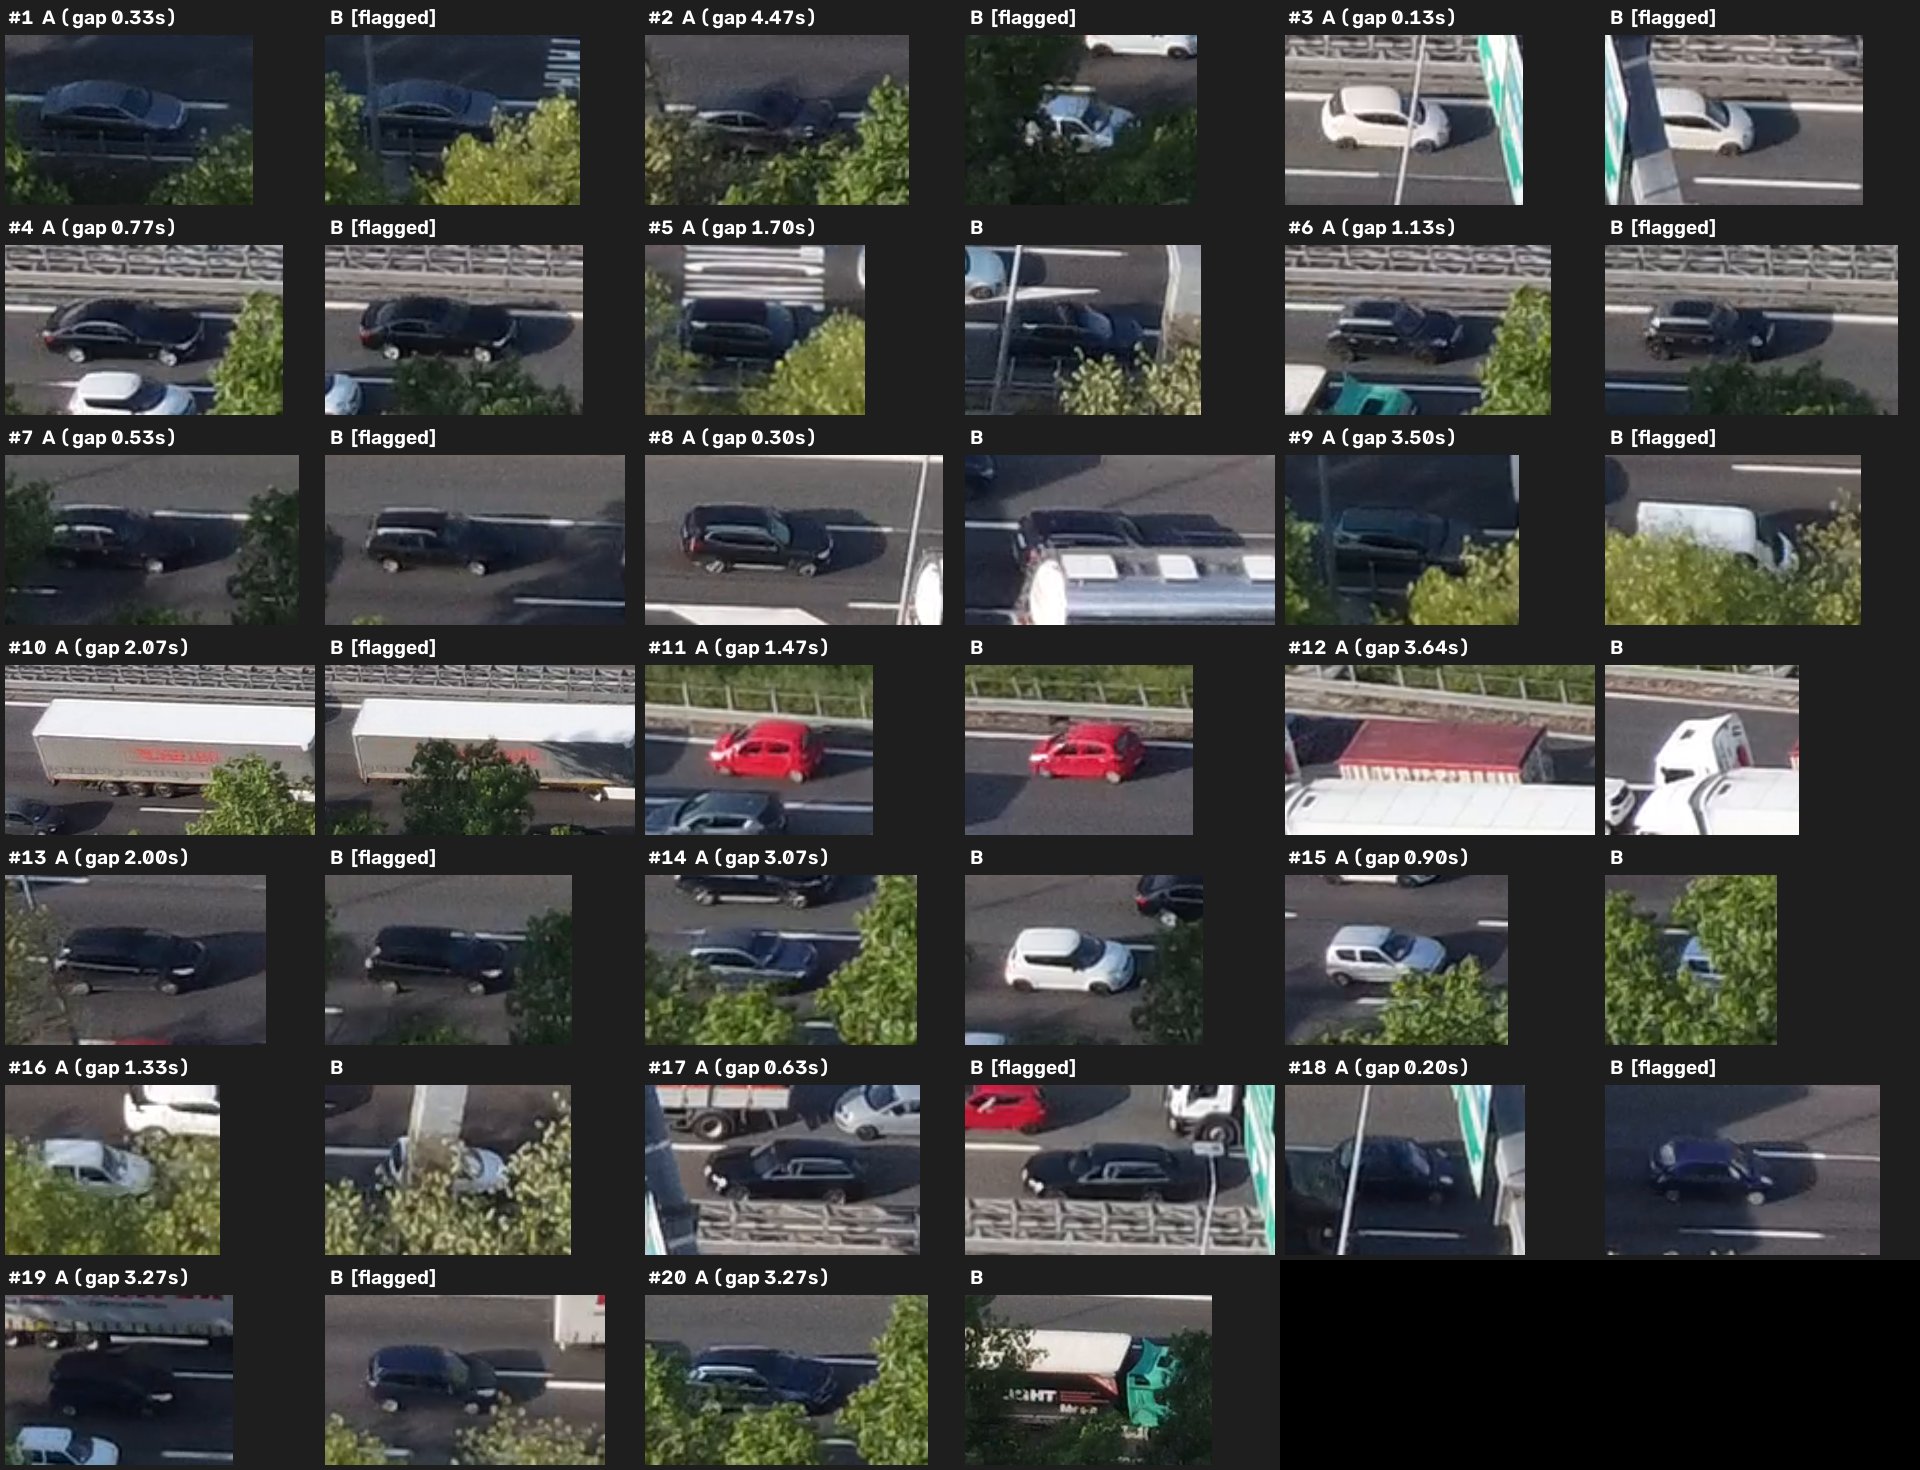 #1 A (gap 0.33s) B [flagged] #2 A (gap 4.47s) B [flagged] #3 A (gap 0.13s) B [flagged]
#4 A (gap 0.77s) B [flagged] #5 A (gap 1.70s) B #6 A (gap 1.13s) B [flagged]
#7 A (gap 0.53s) B [flagged] #8 A (gap 0.30s) B #9 A (gap 3.50s) B [flagged]
#10 A (gap 2.07s) B [flagged] #11 A (gap 1.47s) B #12 A (gap 3.64s) B
#13 A (gap 2.00s) B [flagged] #14 A (gap 3.07s) B #15 A (gap 0.90s) B
#16 A (gap 1.33s) B #17 A (gap 0.63s) B [flagged] #18 A (gap 0.20s) B [flagged]
#19 A (gap 3.27s) B [flagged] #20 A (gap 3.27s) B